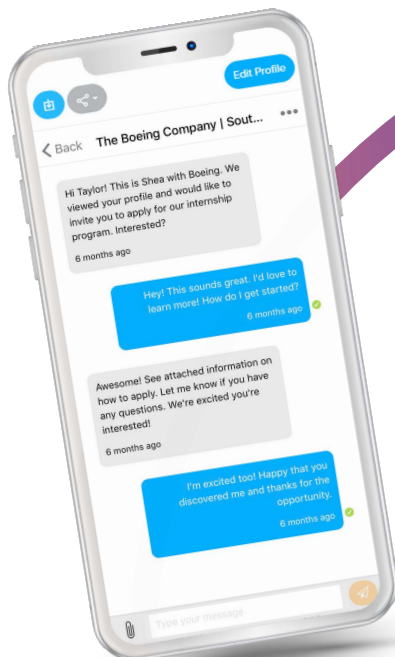 Edit Profile
Back The Boeing Company | Sout...
Hi Taylor! This is Shea with Boeing. We
viewed your profile and would like to
invite you to apply for our internship
program. Interested?
6 months ago
Hey! This sounds great. I'd love to
learn more! How do I get started?
6 months ago
Awesome! See attached information on
how to apply. Let me know if you have
any questions. We're excited you're
interested!
6 months ago
I'm excited too! Happy that you
discovered me and thanks for the
opportunity.
6 months ago
Type your message